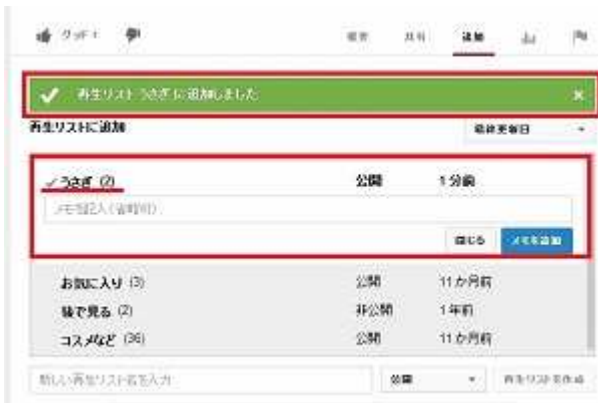 グッド!
概要 共有 追加
再生リスト うさぎ に追加しました
再生リストに追加 最終更新日
うさぎ (2) 公開 1 分前
メモを記入 (省略可)
閉じる メモを追加
お気に入り (3) 公開 11 か月前
後で見る (2) 非公開 1 年前
コスメなど (36) 公開 11 か月前
新しい再生リスト名を入力 公開 再生リストを作成